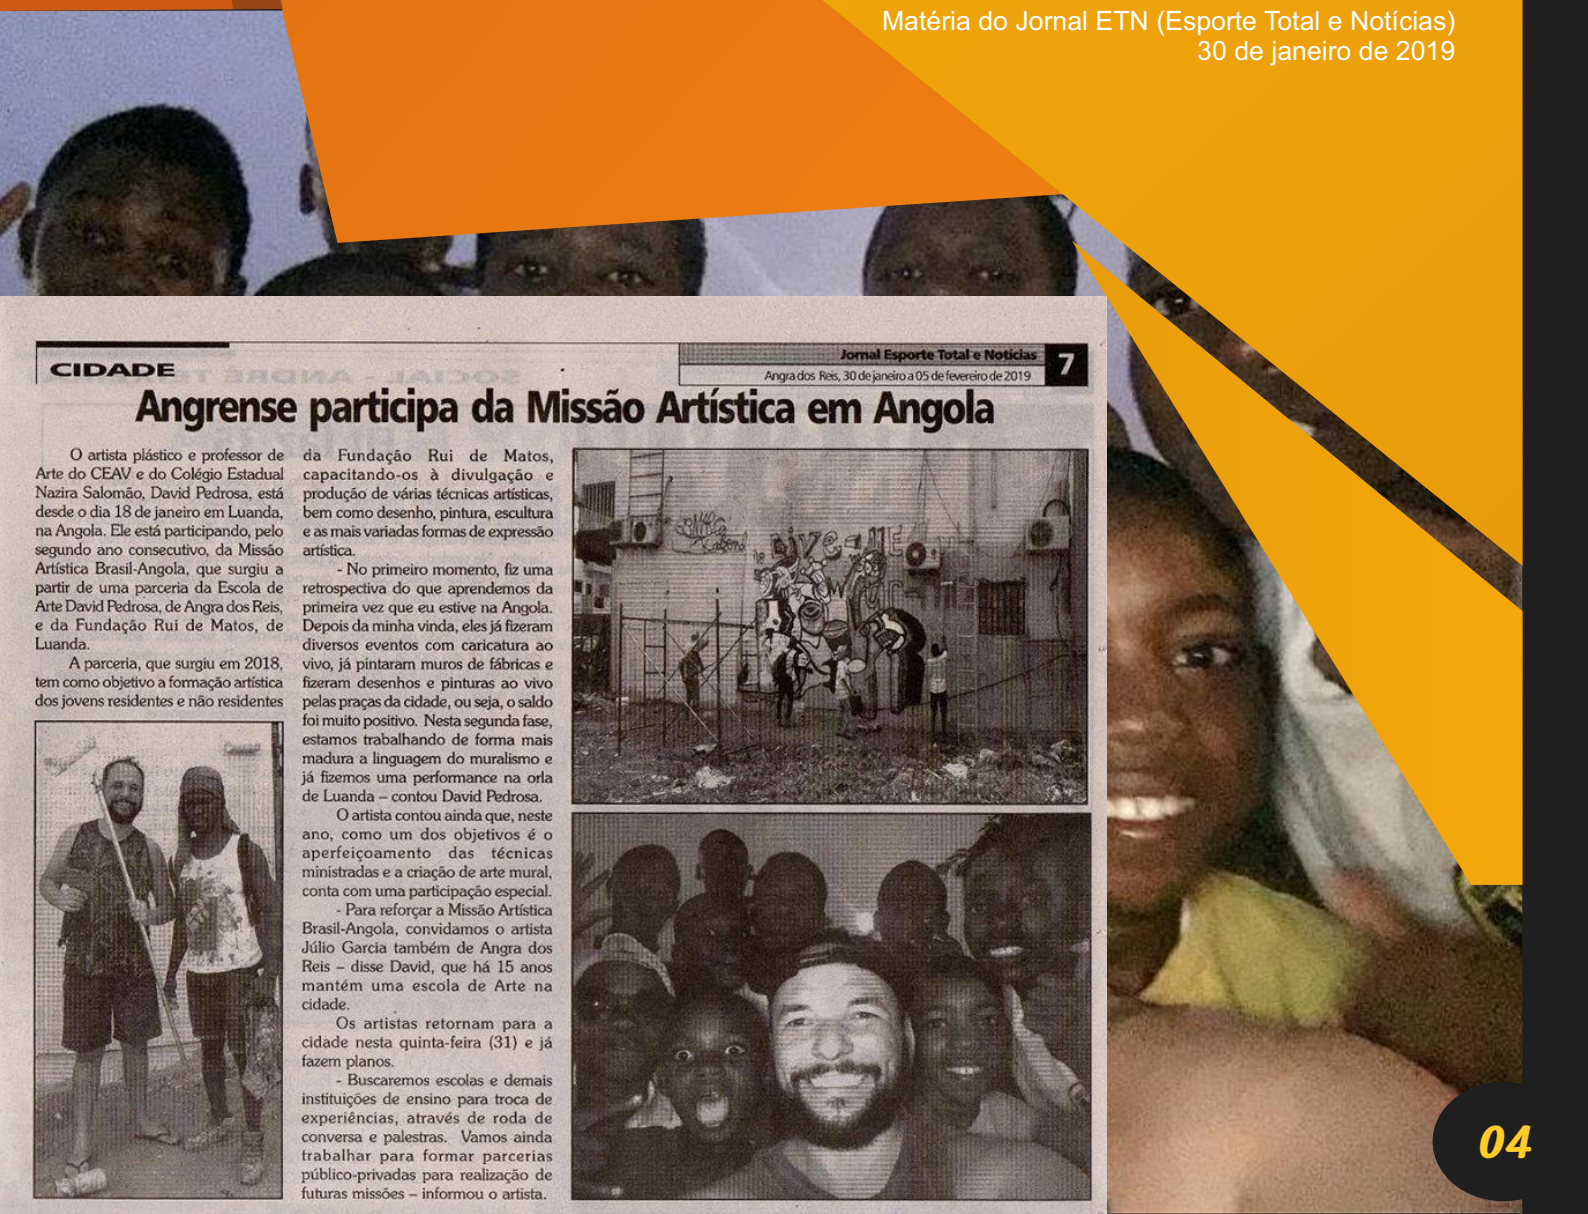 Matéria do Jornal ETN (Esporte Total e Notícias)
30 de janeiro de 2019
CIDADE
Jornal Esporte Total e Notícias
7
Angra dos Reis, 30 de janeiro a 05 de fevereiro de 2019
Angrense participa da Missão Artística em Angola
O artista plástico e professor de
Arte do CEAV e do Colégio Estadual
Nazira Salomão, David Pedrosa, está
desde o dia 18 de janeiro em Luanda,
na Angola. Ele está participando, pelo
segundo ano consecutivo, da Missão
Artística Brasil-Angola, que surgiu a
partir de uma parceria da Escola de
Arte David Pedrosa, de Angra dos Reis,
e da Fundação Rui de Matos, de
Luanda.
A parceria, que surgiu em 2018,
tem como objetivo a formação artística
dos jovens residentes e não residentes
da Fundação Rui de Matos,
capacitando-os à divulgação e
produção de várias técnicas artísticas,
bem como desenho, pintura, escultura
e as mais variadas formas de expressão
artística.
- No primeiro momento, fiz uma
retrospectiva do que aprendemos da
primeira vez que eu estive na Angola.
Depois da minha vinda, eles já fizeram
diversos eventos com caricatura ao
vivo, já pintaram muros de fábricas e
fizeram desenhos e pinturas ao vivo
pelas praças da cidade, ou seja, o saldo
foi muito positivo. Nesta segunda fase,
estamos trabalhando de forma mais
madura a linguagem do muralismo e
já fizemos uma performance na orla
de Luanda – contou David Pedrosa.
O artista contou ainda que, neste
ano, como um dos objetivos é o
aperfeiçoamento das técnicas
ministradas e a criação de arte mural,
conta com uma participação especial.
- Para reforçar a Missão Artística
Brasil-Angola, convidamos o artista
Júlio Garcia também de Angra dos
Reis – disse David, que há 15 anos
mantém uma escola de Arte na
cidade.
Os artistas retornam para a
cidade nesta quinta-feira (31) e já
fazem planos.
- Buscaremos escolas e demais
instituições de ensino para troca de
experiências, através de roda de
conversa e palestras. Vamos ainda
trabalhar para formar parcerias
público-privadas para realização de
futuras missões – informou o artista.
04